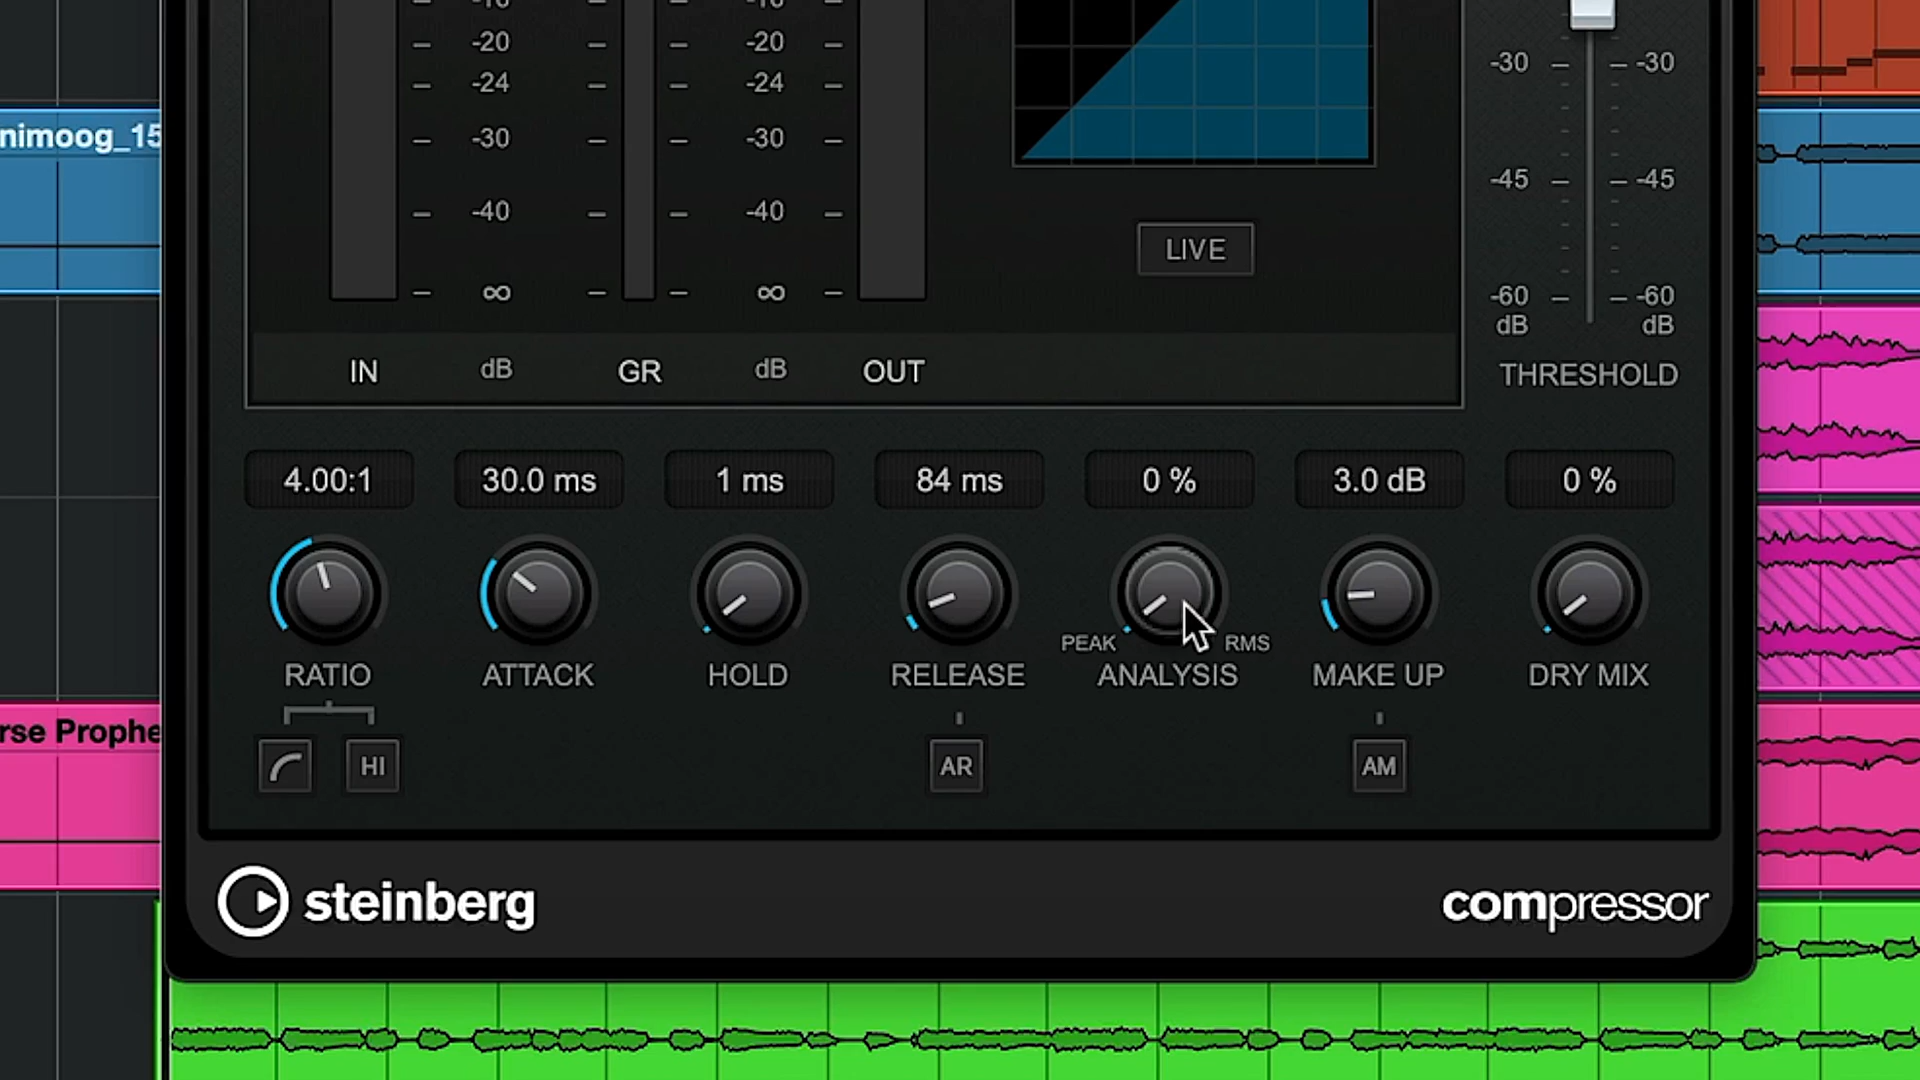 -18 -18
-20 -20
-24 -24
-30 -30
-40 -40
∞ ∞
IN dB GR dB OUT
LIVE
-30 -30
-45 -45
-60 -60
dB dB
THRESHOLD
4.00:1 30.0 ms 1 ms 84 ms 0 % 3.0 dB 0 %
PEAK RMS
RATIO ATTACK HOLD RELEASE ANALYSIS MAKE UP DRY MIX
HI AR AM
steinberg compressor
nimoog_15
rse Prophe